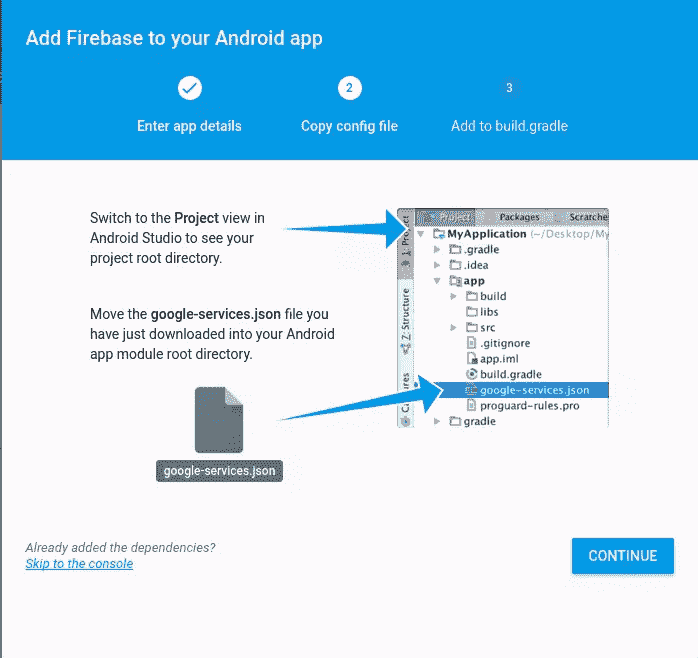 Add Firebase to your Android app
2
3
Enter app details
Copy config file
Add to build.gradle
Switch to the Project view in
Android Studio to see your
project root directory.
Move the google-services.json file you
have just downloaded into your Android
app module root directory.
google-services.json
Project
Packages
Scratche
1: Project
MyApplication (~/Desktop/My
.gradle
.idea
app
build
libs
src
.gitignore
app.iml
build.gradle
google-services.json
proguard-rules.pro
gradle
Z: Structure
Already added the dependencies?
Skip to the console
CONTINUE